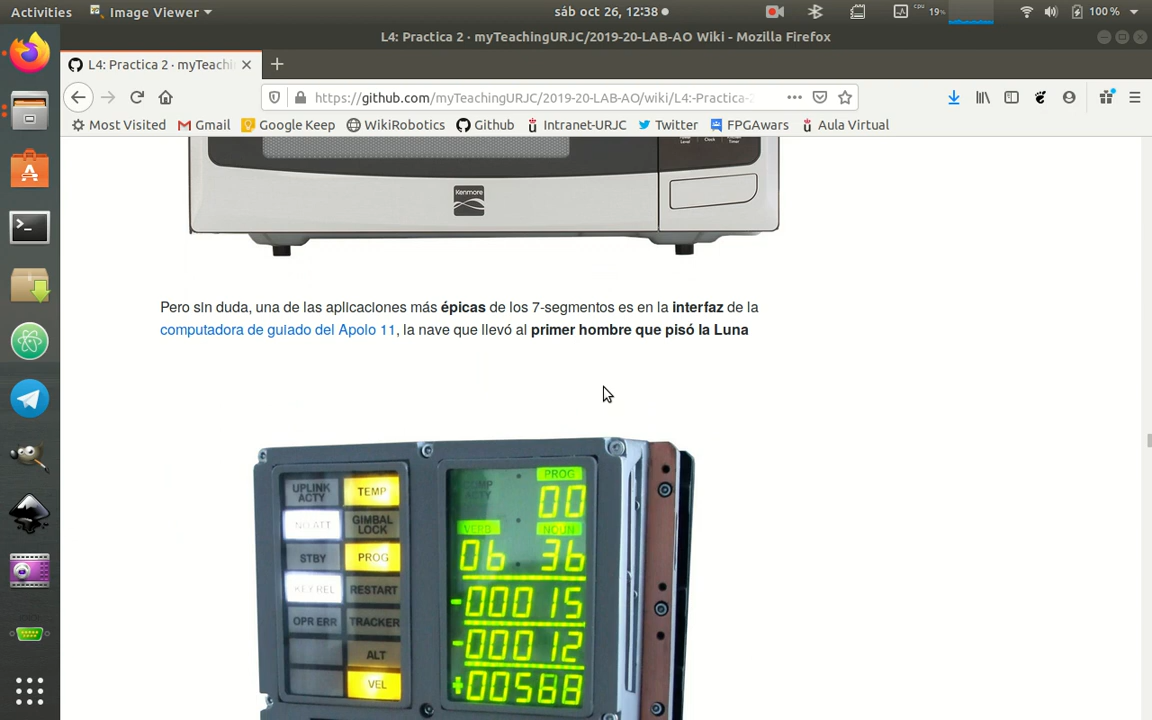 Activities Image Viewer sáb oct 26, 12:38 cpu 19% 100 %
L4: Practica 2 · myTeachingURJC/2019-20-LAB-AO Wiki - Mozilla Firefox
L4: Practica 2 · myTeachi
https://github.com/myTeachingURJC/2019-20-LAB-AO/wiki/L4:-Practica-
Most Visited Gmail Google Keep WikiRobotics Github Intranet-URJC Twitter FPGAwars Aula Virtual
Kenmore
Pero sin duda, una de las aplicaciones más épicas de los 7-segmentos es en la interfaz de la
computadora de guiado del Apolo 11, la nave que llevó al primer hombre que pisó la Luna
UPLINK ACTY TEMP
NO ATT GIMBAL LOCK
STBY PROG
KEY REL RESTART
OPR ERR TRACKER
ALT
VEL
COMP ACTY PROG
00
VERB NOUN
06 36
-00015
-00012
+00588